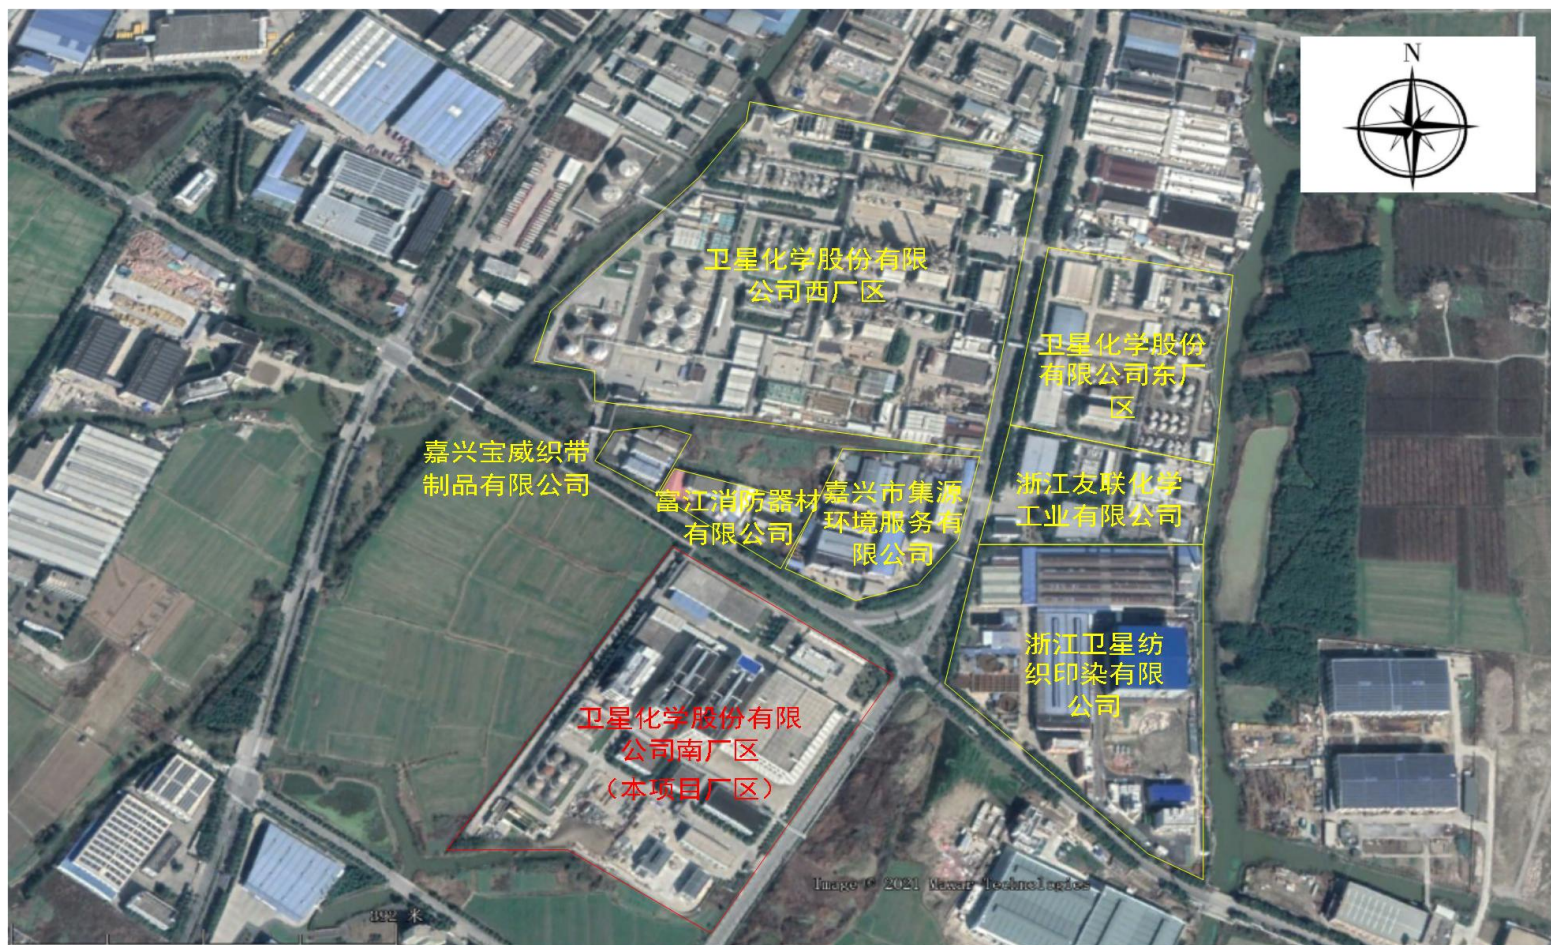 N
卫星化学股份有限
公司西厂区
卫星化学股份
有限公司东厂
区
嘉兴宝威织带
制品有限公司
富江消防器材
有限公司
嘉兴市集源
环境服务有
限公司
浙江友联化学
工业有限公司
浙江卫星纺
织印染有限
公司
卫星化学股份有限
公司南厂区
（本项目厂区）
Image © 2021 Maxar Technologies
892 米